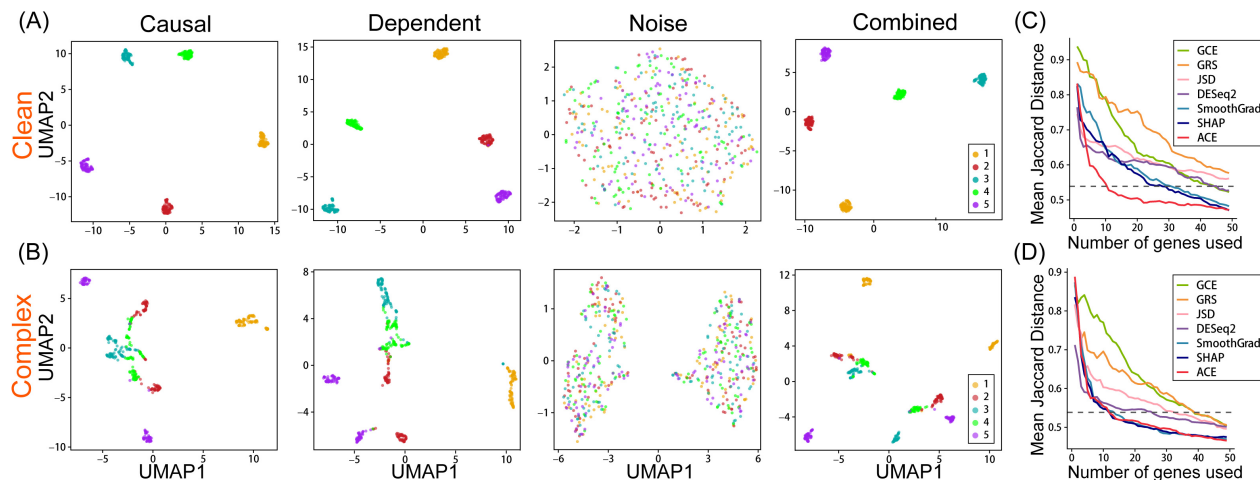 (A) Causal Dependent Noise Combined (C)
Clean
UMAP2
10
5
0
−5
−10
−10 −5 0 5 10 15
15
10
5
0
−5
−10
−10 −5 0 5 10
2
1
0
−1
−2
−2 −1 0 1 2
5
0
−5
−10
0 10
1
2
3
4
5
Mean Jaccard Distance
0.9
0.8
0.7
0.6
0.5
0 10 20 30 40 50
Number of genes used
GCE
GRS
JSD
DESeq2
SmoothGrad
SHAP
ACE
(B)
Complex
UMAP2
5
0
−5
−10
−5 0 5 10
UMAP1
8
4
0
−4
−5 0 5 10
UMAP1
1
0
−1
−6 −3 0 3 6
UMAP1
12
8
4
0
−4
−5 0 5 10
UMAP1
1
2
3
4
5
(D)
Mean Jaccard Distance
0.9
0.8
0.7
0.6
0.5
0 10 20 30 40 50
Number of genes used
GCE
GRS
JSD
DESeq2
SmoothGrad
SHAP
ACE